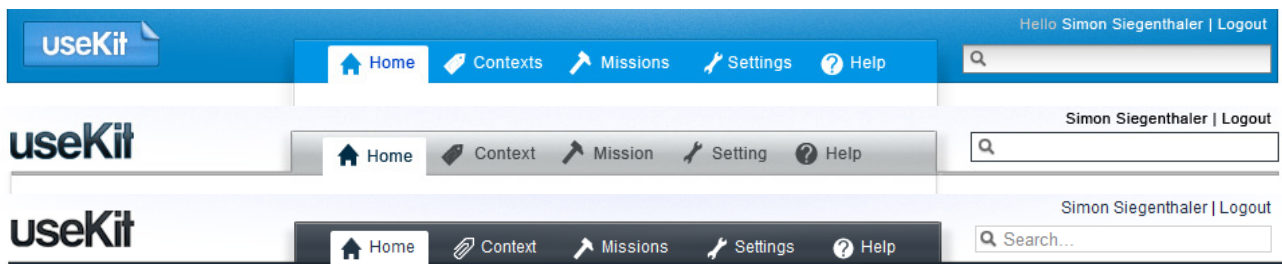 Hello Simon Siegenthaler | Logout
useKit
Home Contexts Missions Settings Help
Simon Siegenthaler | Logout
useKit
Home Context Mission Setting Help
Simon Siegenthaler | Logout
useKit
Home Context Missions Settings Help
Search...